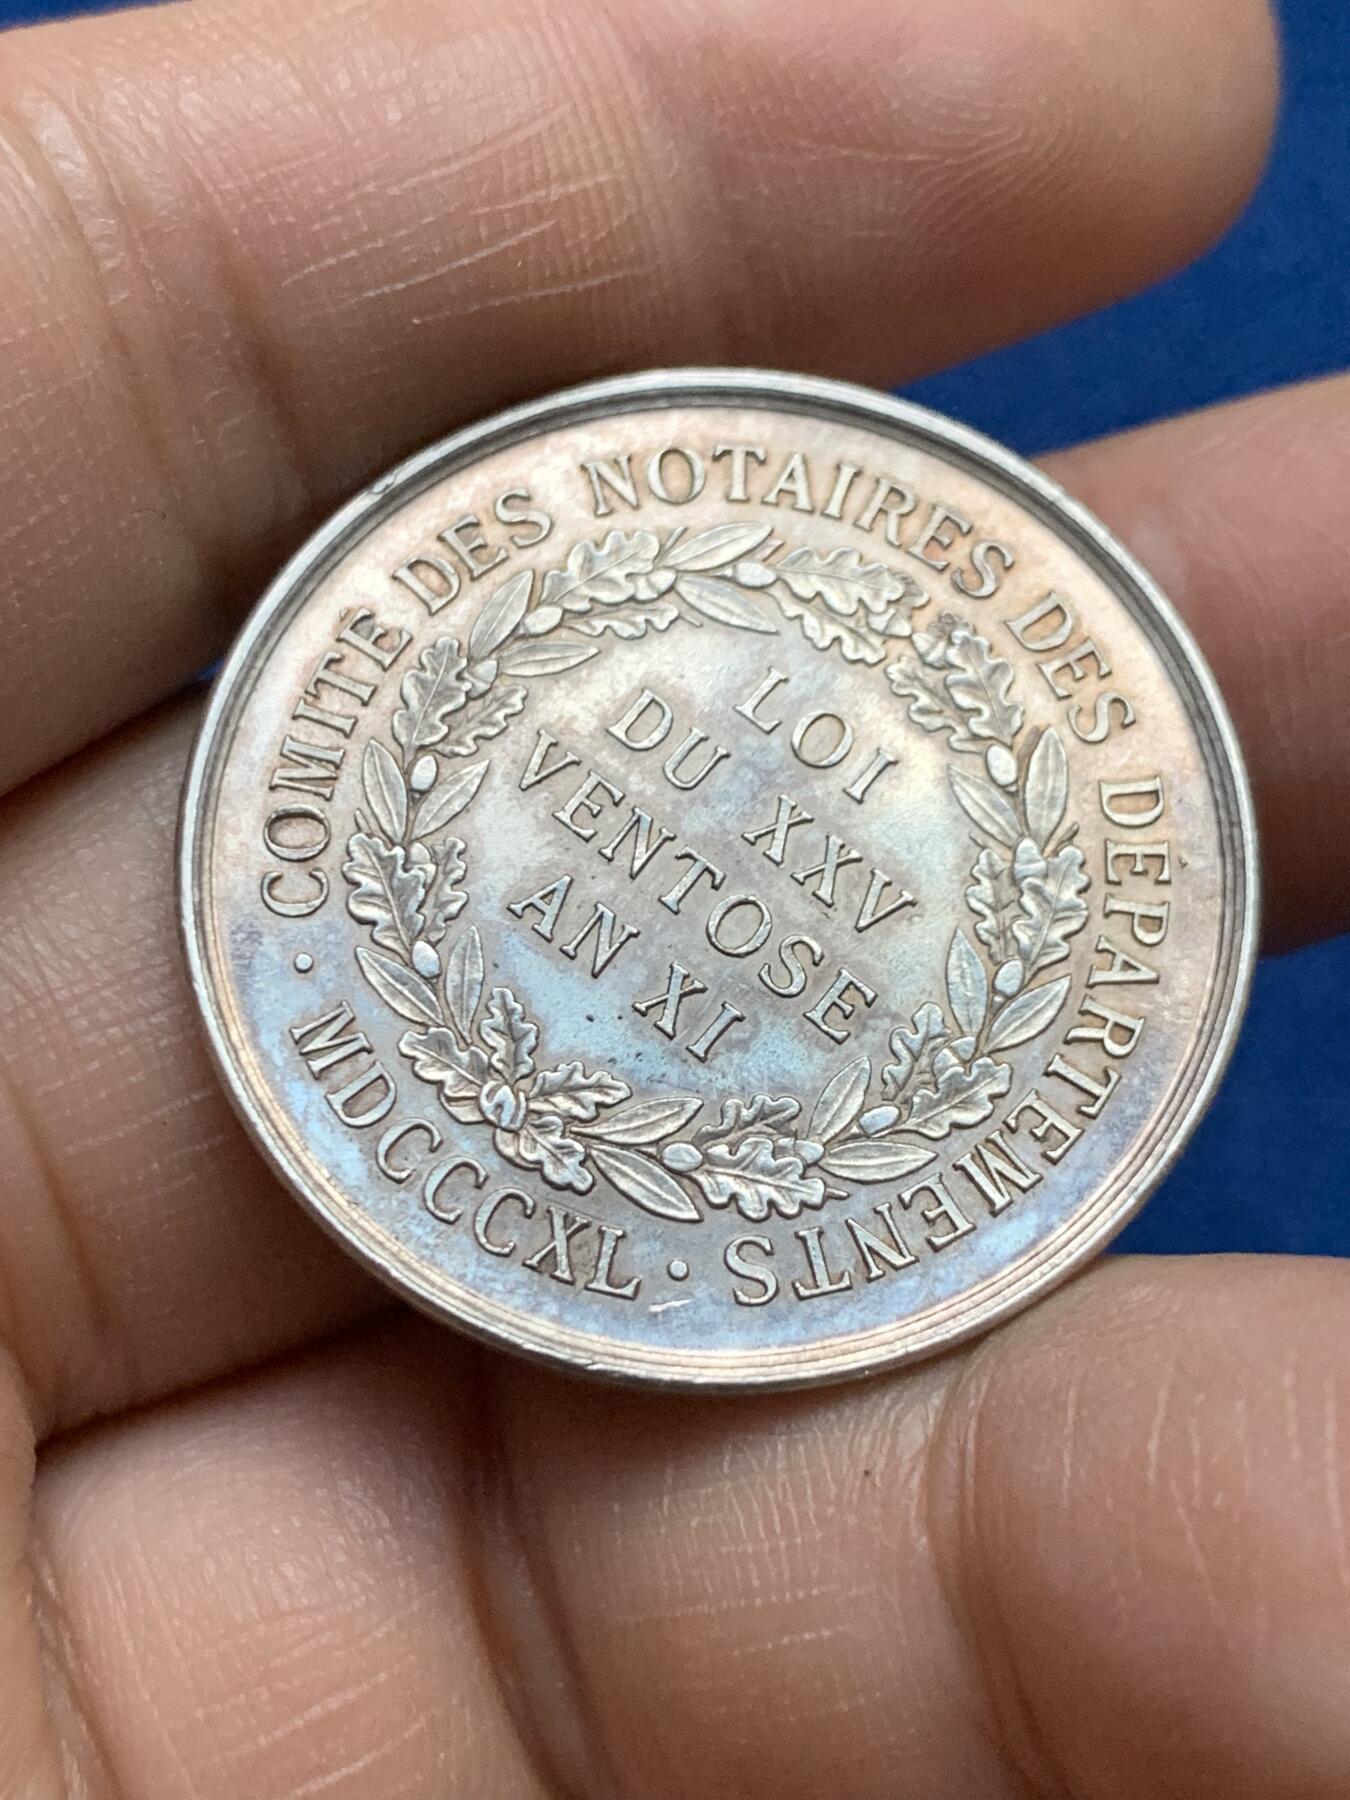 COMITÉ DES NOTAIRES DES DÉPARTEMENTS
LOI
DU XXV
VENTOSE
AN XI
MDCCCXL